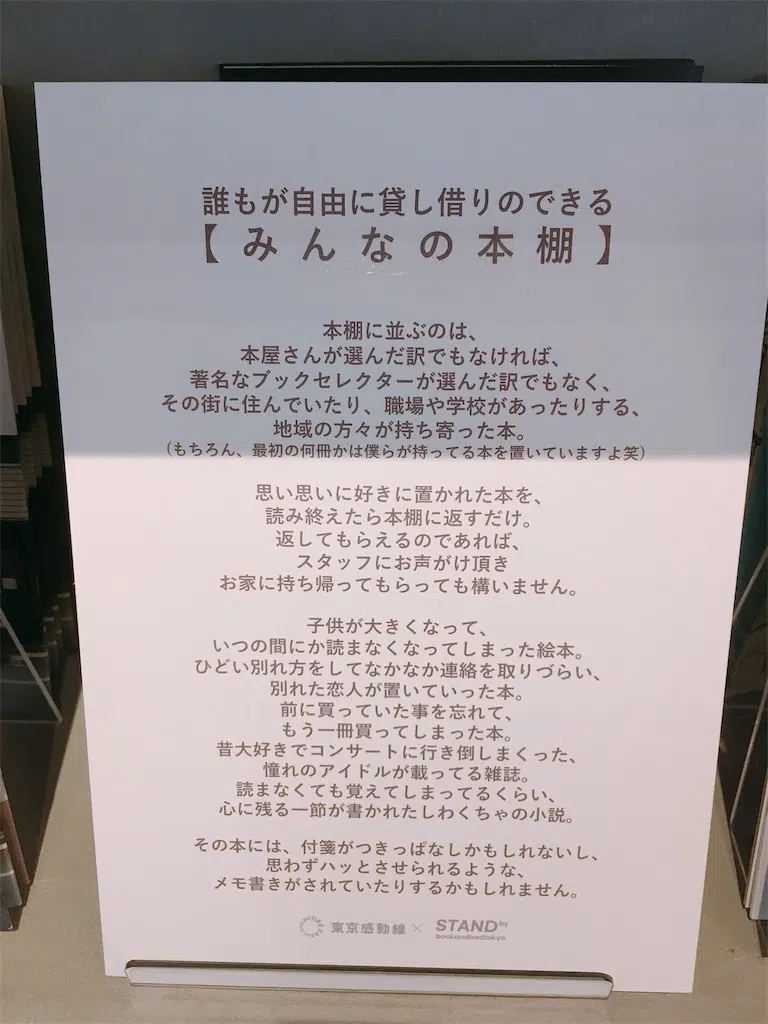 誰もが自由に貸し借りのできる
【みんなの本棚】
本棚に並ぶのは、
本屋さんが選んだ訳でもなければ、
著名なブックセレクターが選んだ訳でもなく、
その街に住んでいたり、職場や学校があったりする、
地域の方々が持ち寄った本。
(もちろん、最初の何冊かは僕らが持ってる本を置いていますよ笑)
思い思いに好きに置かれた本を、
読み終えたら本棚に返すだけ。
返してもらえるのであれば、
スタッフにお声がけ頂き
お家に持ち帰ってもらっても構いません。
子供が大きくなって、
いつの間にか読まなくなってしまった絵本。
ひどい別れ方をしてなかなか連絡を取りづらい、
別れた恋人が置いていった本。
前に買っていた事を忘れて、
もう一冊買ってしまった本。
昔大好きでコンサートに行き倒しまくった、
憧れのアイドルが載ってる雑誌。
読まなくても覚えてしまってるくらい、
心に残る一節が書かれたしわくちゃの小説。
その本には、付箋がつきっぱなしかもしれないし、
思わずハッとさせられるような、
メモ書きがされていたりするかもしれません。
東京感動線 × STAND by
bookandbedtokyo